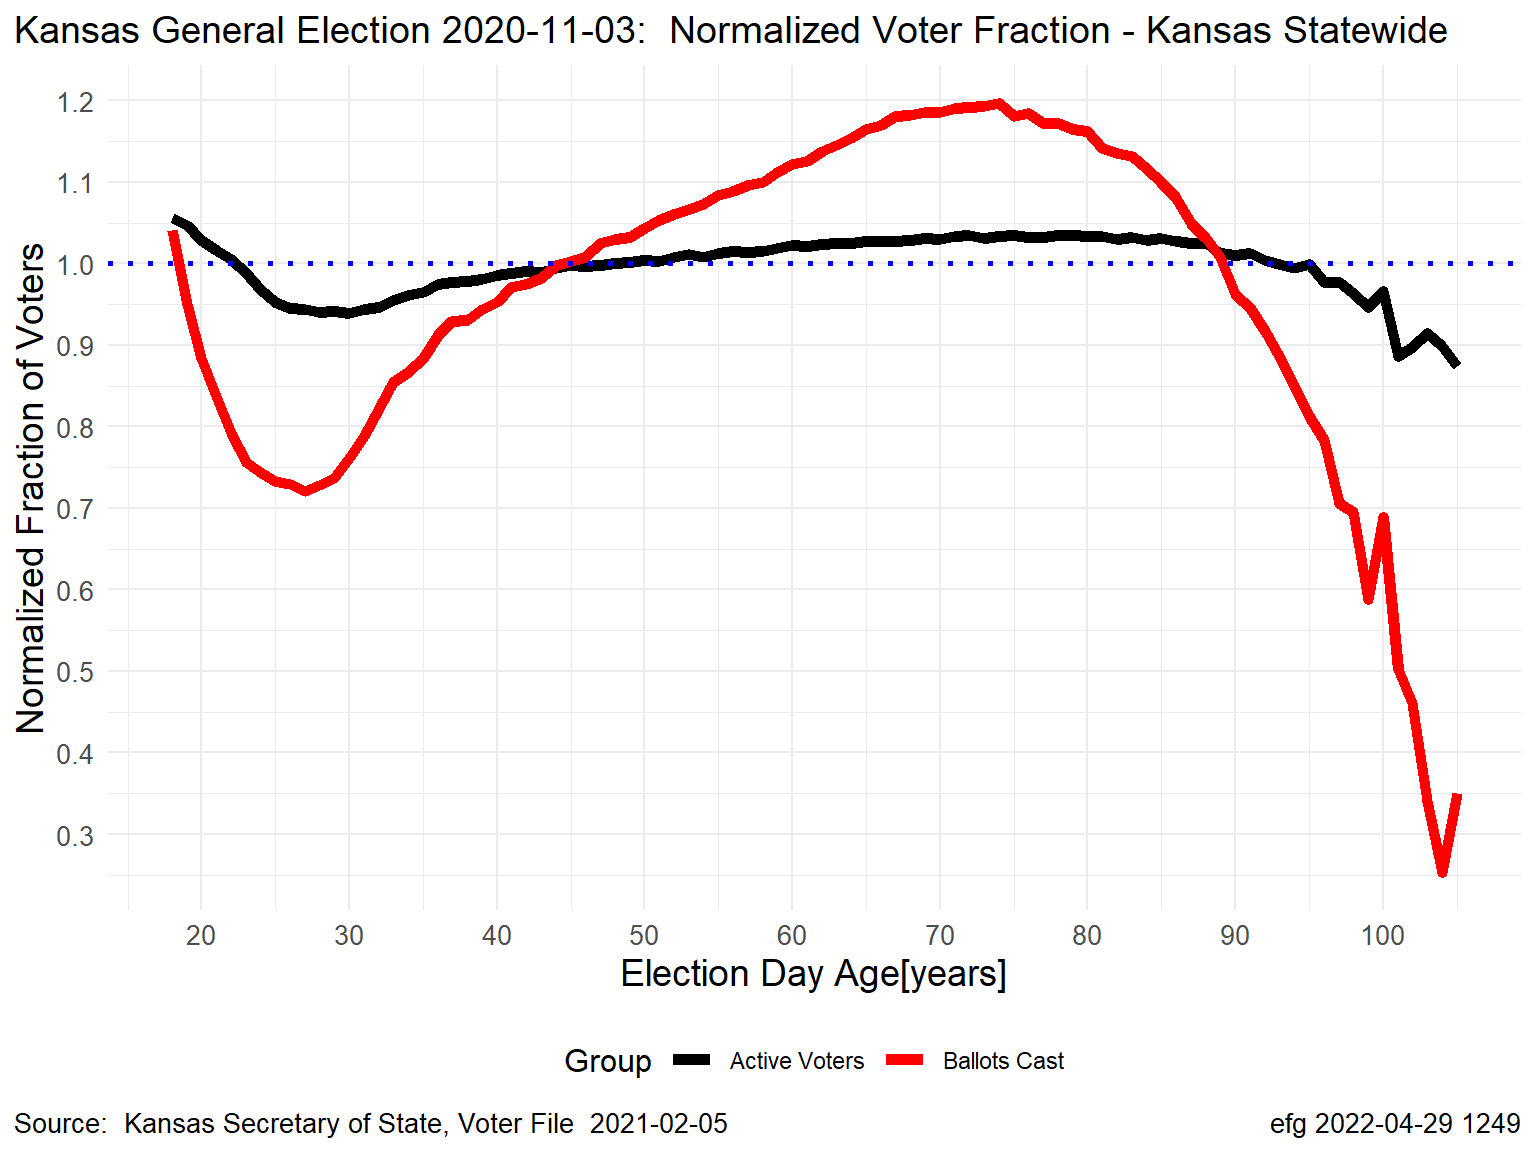 Kansas General Election 2020-11-03:  Normalized Voter Fraction - Kansas Statewide
Normalized Fraction of Voters
1.2
1.1
1.0
0.9
0.8
0.7
0.6
0.5
0.4
0.3
20 30 40 50 60 70 80 90 100
Election Day Age[years]
Group Active Voters Ballots Cast
Source:  Kansas Secretary of State, Voter File  2021-02-05 efg 2022-04-29 1249